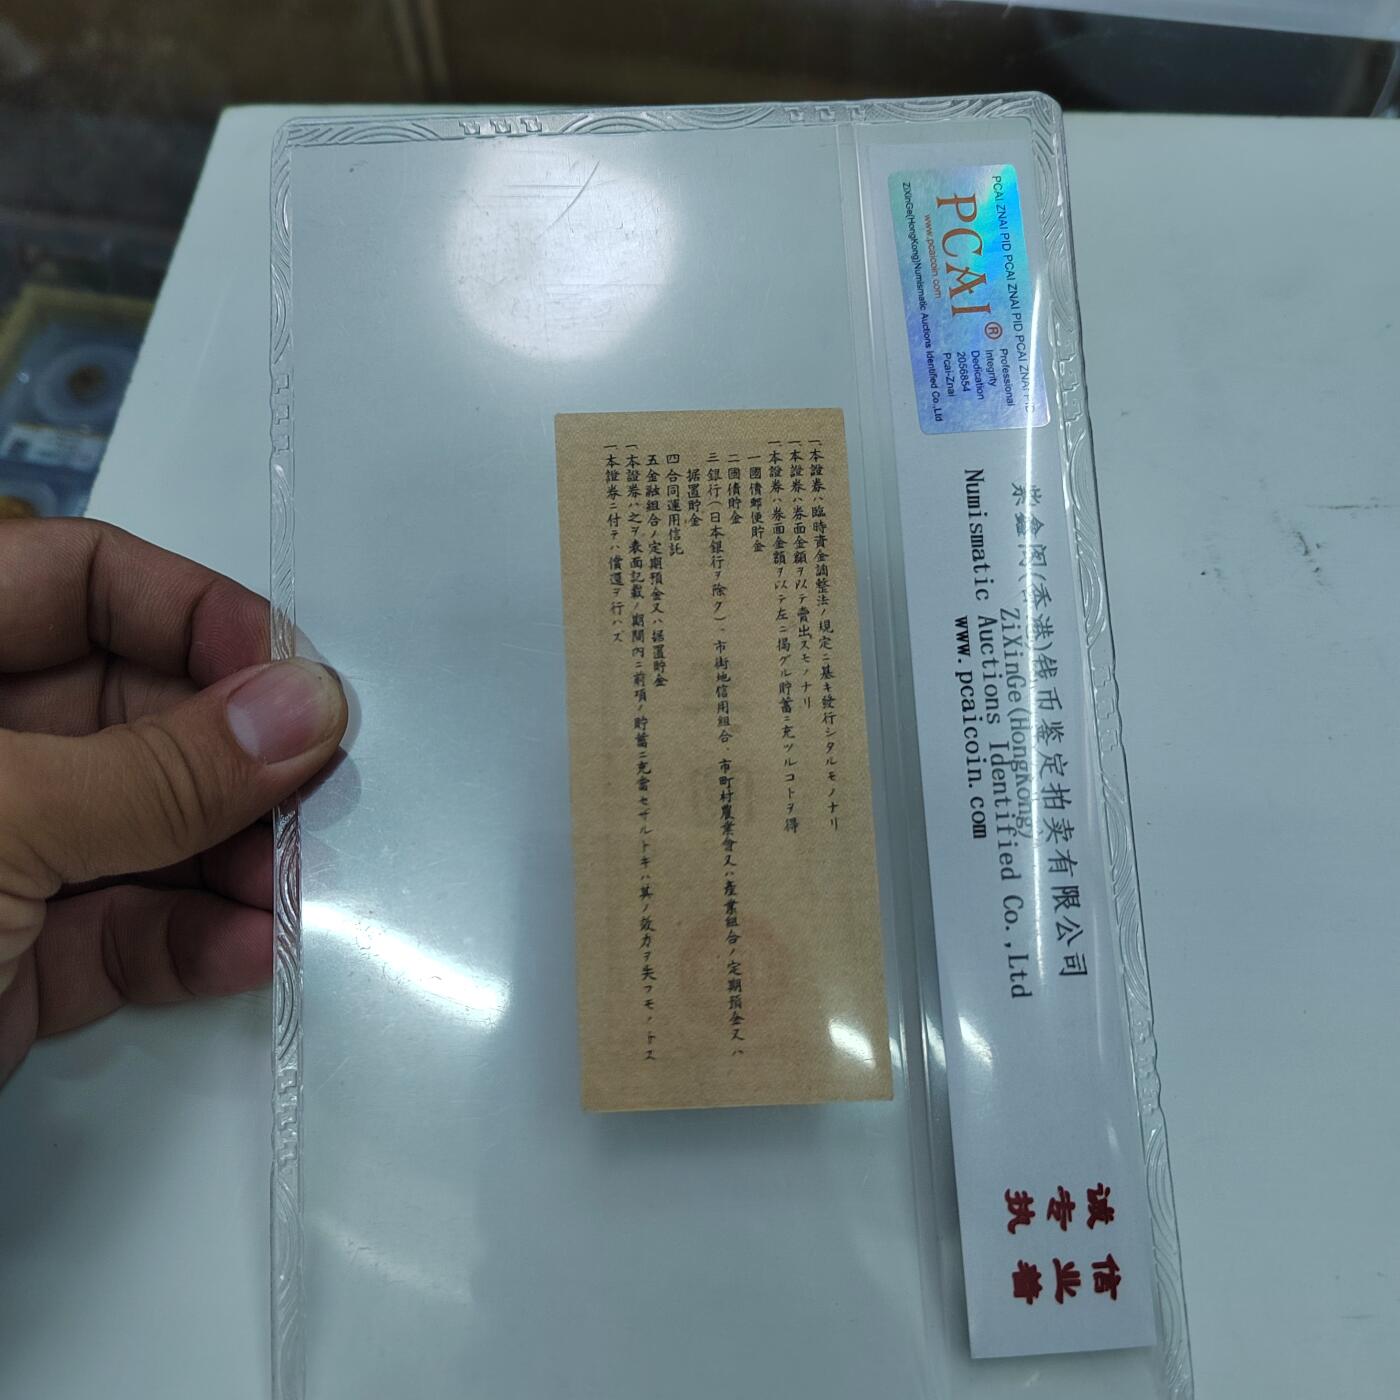 一、本證券ハ臨時資金調整法ノ規定ニ基キ發行シタルモノナリ
一、本證券ハ券面金額ヲ以テ賣出スモノナリ
一、本證券ハ券面金額ヲ以テ左ニ揭グル貯蓄ニ充ツルコトヲ得
一 國債郵便貯金
二 國債貯金
三 銀行(日本銀行ヲ除ク)、市街地信用組合、市町村農業會又ハ產業組合ノ定期預金又ハ
据置貯金
四 合同運用信託
五 金融組合ノ定期預金又ハ据置貯金
一、本證券ハ之ヲ表面記載ノ期間內ニ前項ノ貯蓄ニ充當セザルトキハ其ノ效力ヲ失フモノトス
一、本證券ニ付テハ償還ヲ行ハズ
PCAI ZNAI PID PCAI ZNAI PID PCAI ZNAI PID
PCAI®
www.pcaicoin.com
ZiXinGe(HongKong)Numismatic Auctions Identified Co.,Ltd
Professional
Integrity
Dedication
2056854
Pcai-Znai
紫鑫阁(香港)钱币鉴定拍卖有限公司
ZiXinGe(HongKong)
Numismatic Auctions Identified Co.,Ltd
www.pcaicoin.com
诚信
专业
执着